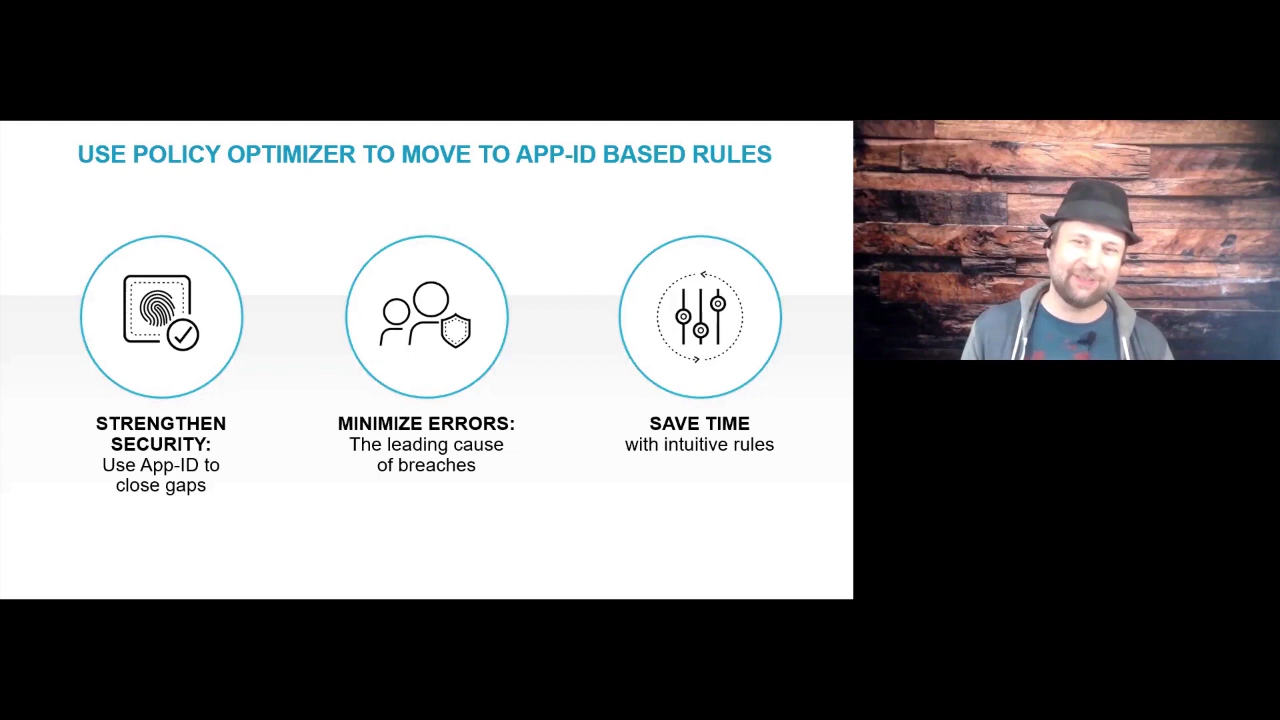 USE POLICY OPTIMIZER TO MOVE TO APP-ID BASED RULES
STRENGTHEN
SECURITY:
Use App-ID to
close gaps
MINIMIZE ERRORS:
The leading cause
of breaches
SAVE TIME
with intuitive rules